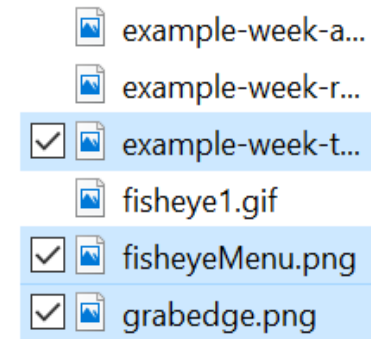 example-week-a...
example-week-r...
example-week-t...
fisheye1.gif
fisheyeMenu.png
grabedge.png